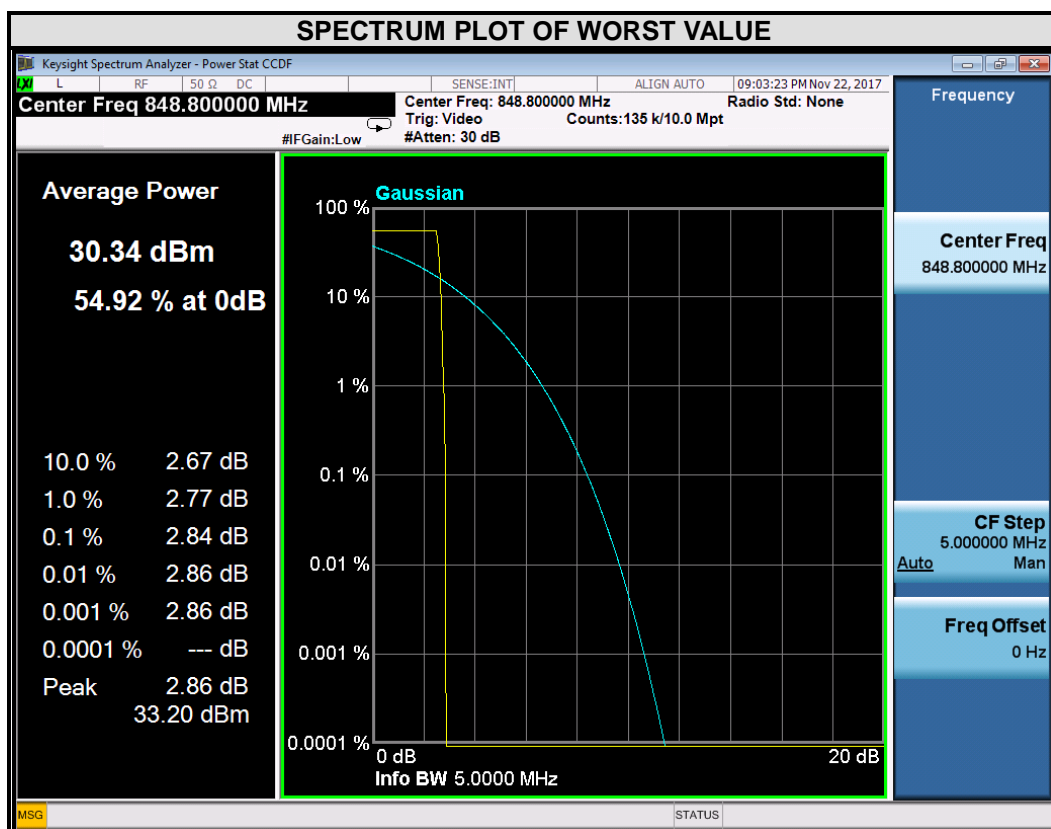 SPECTRUM PLOT OF WORST VALUE
Keysight Spectrum Analyzer - Power Stat CCDF
LXI L RF 50 Ω DC SENSE:INT ALIGN AUTO 09:03:23 PM Nov 22, 2017
Center Freq 848.800000 MHz
Center Freq: 848.800000 MHz Radio Std: None
Trig: Video Counts:135 k/10.0 Mpt
#IFGain:Low #Atten: 30 dB
Frequency
Average Power
30.34 dBm
54.92 % at 0dB
10.0 % 2.67 dB
1.0 % 2.77 dB
0.1 % 2.84 dB
0.01 % 2.86 dB
0.001 % 2.86 dB
0.0001 % --- dB
Peak 2.86 dB
33.20 dBm
Gaussian
100 %
10 %
1 %
0.1 %
0.01 %
0.001 %
0.0001 %
0 dB 20 dB
Info BW 5.0000 MHz
Center Freq
848.800000 MHz
CF Step
5.000000 MHz
Auto Man
Freq Offset
0 Hz
MSG STATUS